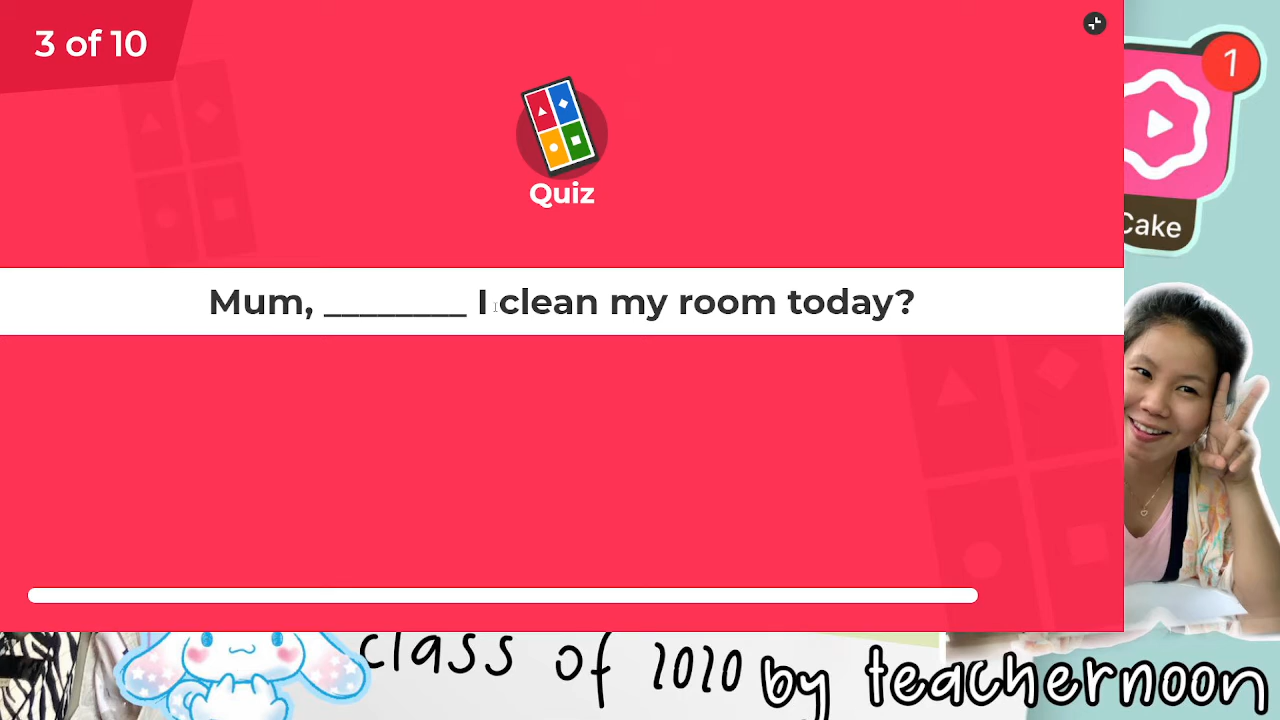 3 of 10
1
Quiz
Cake
Mum, ________ I clean my room today?
class of 2020 by teachernoon